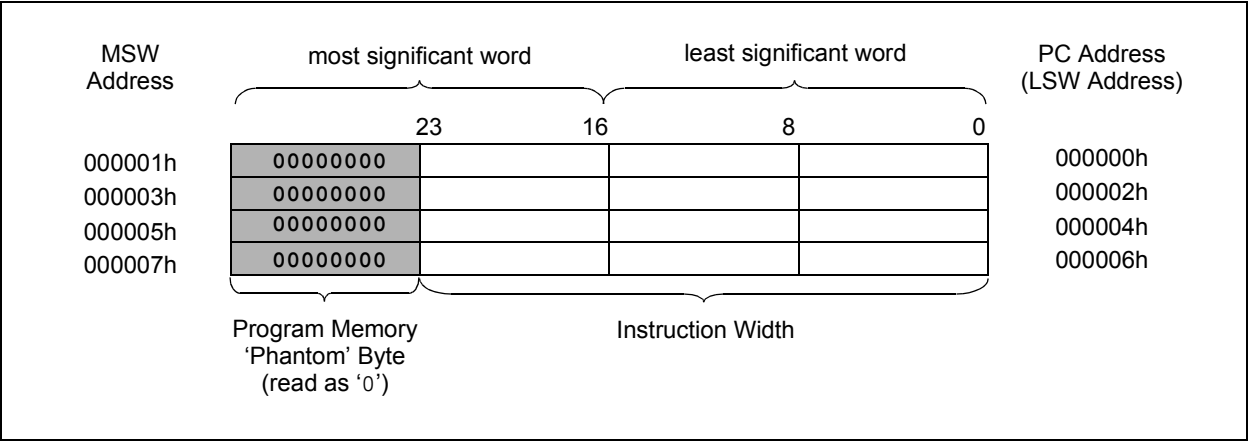 MSW
Address
most significant word
least significant word
PC Address
(LSW Address)
23
16
8
0
000001h
00000000
000000h
000003h
00000000
000002h
000005h
00000000
000004h
000007h
00000000
000006h
Program Memory
‘Phantom’ Byte
(read as ‘0’)
Instruction Width